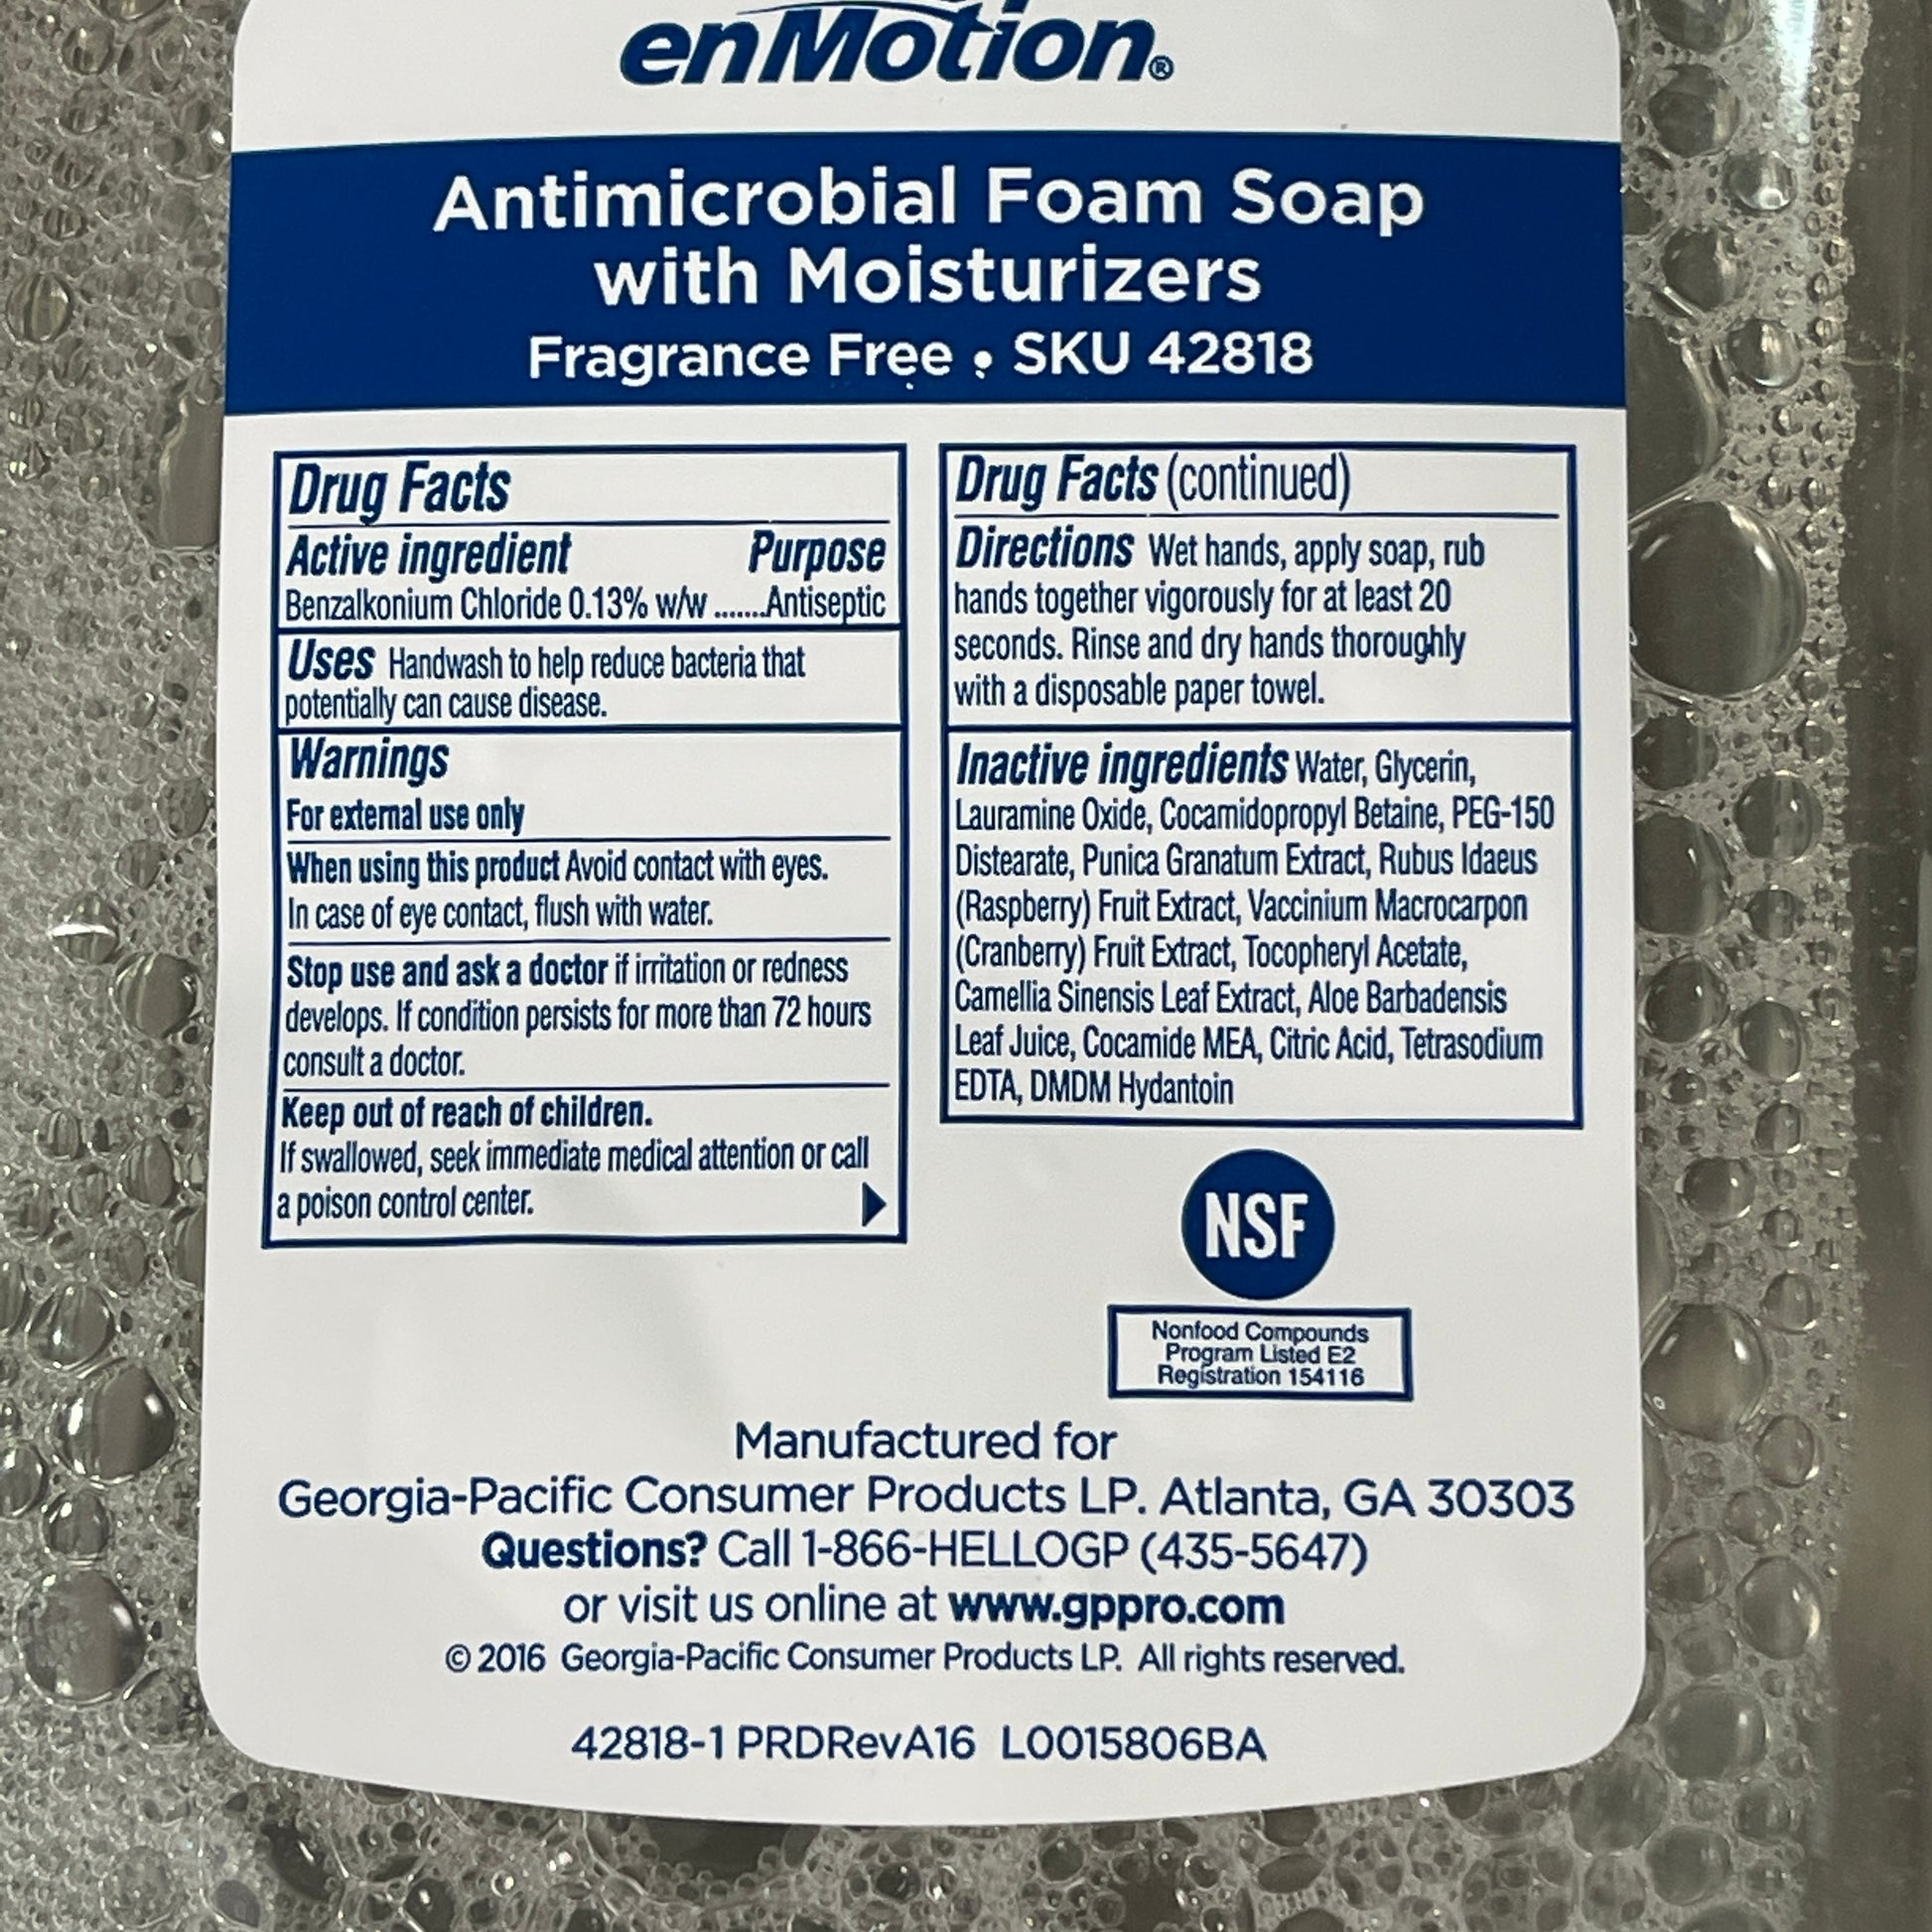 enMotion®
Antimicrobial Foam Soap
with Moisturizers
Fragrance Free • SKU 42818
Drug Facts
Active ingredient Purpose
Benzalkonium Chloride 0.13% w/w .......Antiseptic
Uses Handwash to help reduce bacteria that
potentially can cause disease.
Warnings
For external use only
When using this product Avoid contact with eyes.
In case of eye contact, flush with water.
Stop use and ask a doctor if irritation or redness
develops. If condition persists for more than 72 hours
consult a doctor.
Keep out of reach of children.
If swallowed, seek immediate medical attention or call
a poison control center.
Drug Facts (continued)
Directions Wet hands, apply soap, rub
hands together vigorously for at least 20
seconds. Rinse and dry hands thoroughly
with a disposable paper towel.
Inactive ingredients Water, Glycerin,
Lauramine Oxide, Cocamidopropyl Betaine, PEG-150
Distearate, Punica Granatum Extract, Rubus Idaeus
(Raspberry) Fruit Extract, Vaccinium Macrocarpon
(Cranberry) Fruit Extract, Tocopheryl Acetate,
Camellia Sinensis Leaf Extract, Aloe Barbadensis
Leaf Juice, Cocamide MEA, Citric Acid, Tetrasodium
EDTA, DMDM Hydantoin
NSF
Nonfood Compounds
Program Listed E2
Registration 154116
Manufactured for
Georgia-Pacific Consumer Products LP. Atlanta, GA 30303
Questions? Call 1-866-HELLOGP (435-5647)
or visit us online at www.gppro.com
© 2016 Georgia-Pacific Consumer Products LP. All rights reserved.
42818-1 PRDRevA16 L0015806BA